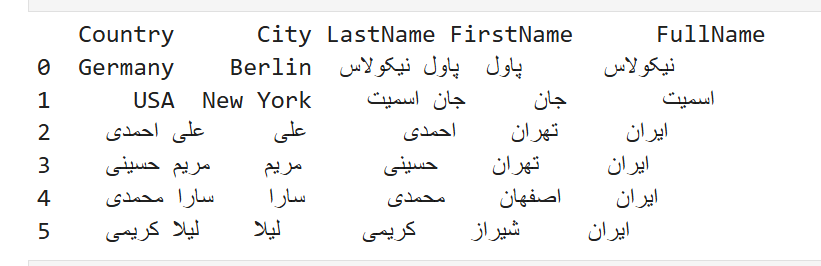 Country City LastName FirstName FullName
0 Germany Berlin نیکولاس پاول پاول نیکولاس
1 USA New York اسمیت جان جان اسمیت
2 ایران تهران احمدی علی علی احمدی
3 ایران تهران حسینی مریم مریم حسینی
4 ایران اصفهان محمدی سارا سارا محمدی
5 ایران شیراز کریمی لیلا لیلا کریمی